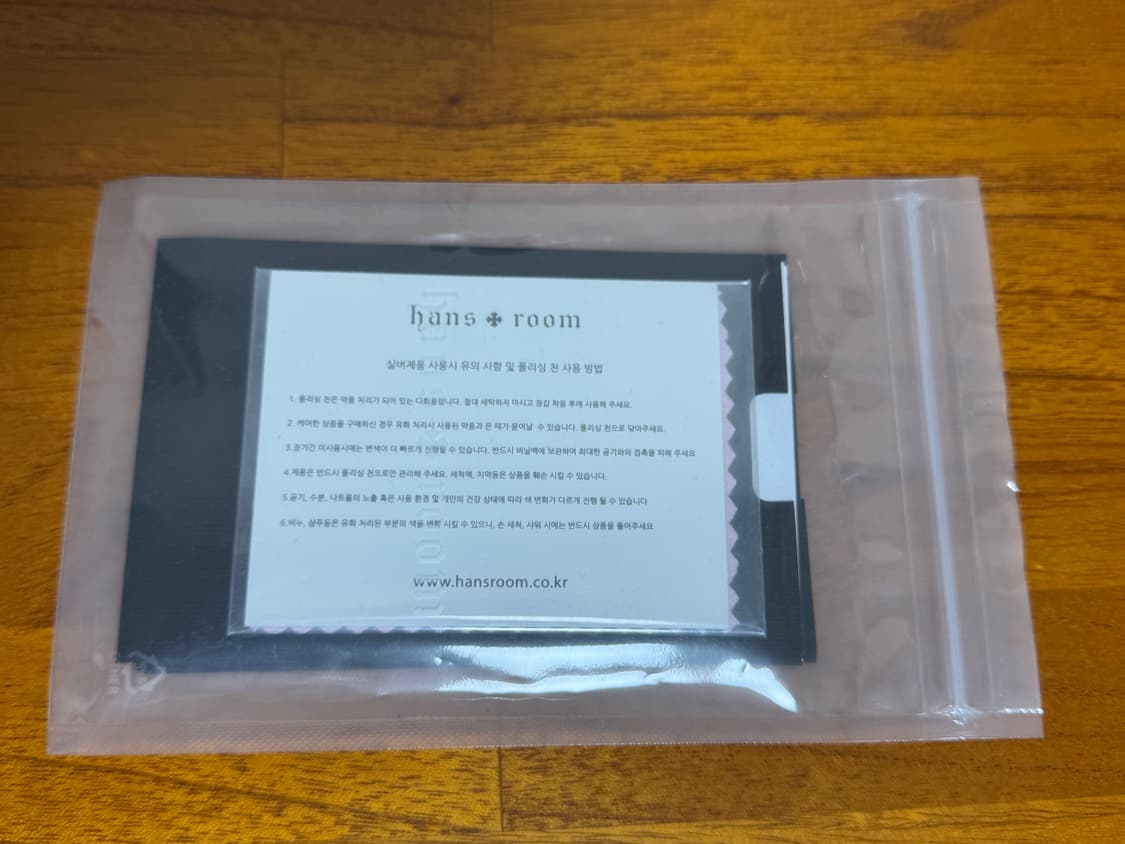 hans room
실버제품 사용시 유의 사항 및 폴리싱 천 사용 방법
1. 폴리싱 천은 약품 처리가 되어 있는 다회용입니다. 절대 세탁하지 마시고 장갑 착용 후에 사용해 주세요.
2. 케어한 상품을 구매하신 경우 유화 처리시 사용된 약품과 은 때가 묻어날 수 있습니다. 폴리싱 천으로 닦아주세요.
3.장기간 미사용시에는 변색이 더 빠르게 진행될 수 있습니다. 반드시 비닐백에 보관하여 최대한 공기와의 접촉을 피해 주세요
4.제품은 반드시 폴리싱 천으로만 관리해 주세요. 세척액, 치약등은 상품을 훼손 시킬 수 있습니다.
5.공기, 수분, 나트륨의 노출 혹은 사용 환경 및 개인의 건강 상태에 따라 색 변화가 다르게 진행 될 수 있습니다
6.비누, 샴푸등은 유화 처리된 부분의 색을 변화 시킬 수 있으니, 손 세척, 샤워 시에는 반드시 상품을 풀어주세요
www.hansroom.co.kr